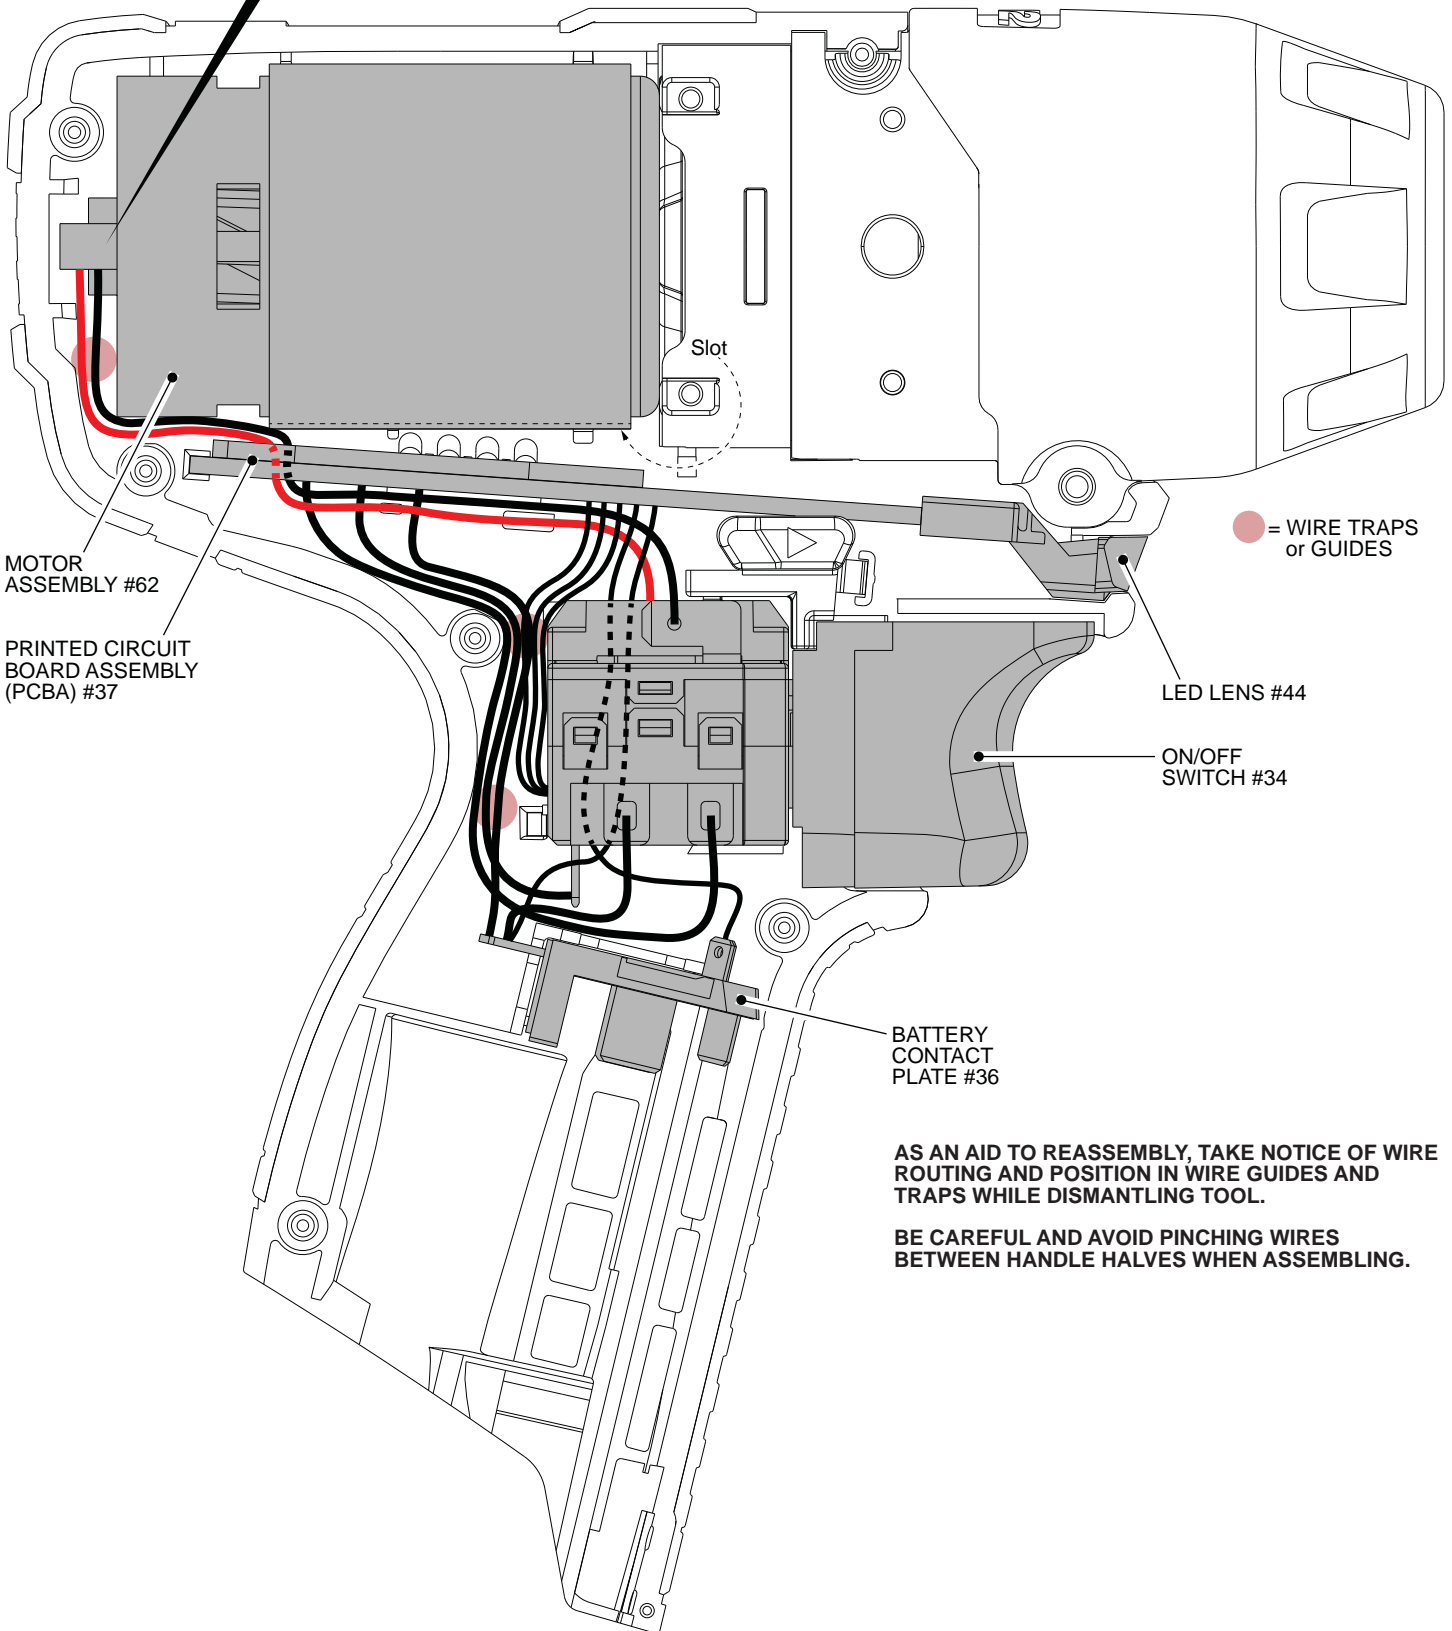 Slot
= WIRE TRAPS
or GUIDES
MOTOR
ASSEMBLY #62
PRINTED CIRCUIT
BOARD ASSEMBLY
(PCBA) #37
LED LENS #44
ON/OFF
SWITCH #34
BATTERY
CONTACT
PLATE #36
AS AN AID TO REASSEMBLY, TAKE NOTICE OF WIRE
ROUTING AND POSITION IN WIRE GUIDES AND
TRAPS WHILE DISMANTLING TOOL.
BE CAREFUL AND AVOID PINCHING WIRES
BETWEEN HANDLE HALVES WHEN ASSEMBLING.